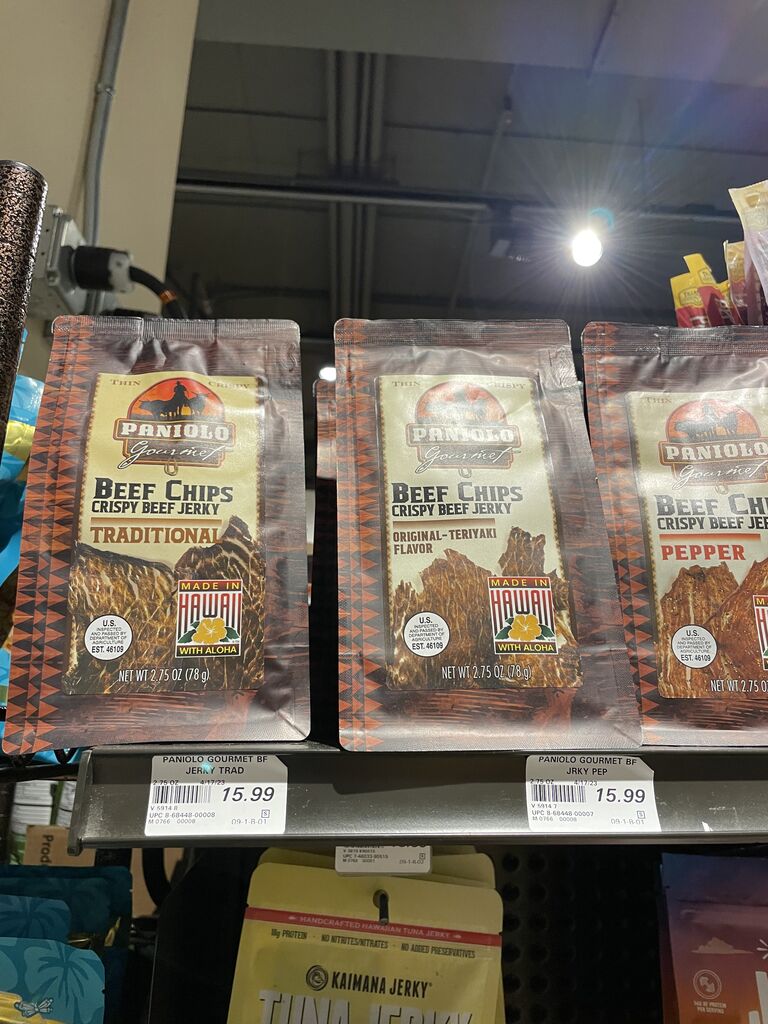 THIN CRISPY
PANIOLO
Gourmet
BEEF CHIPS
CRISPY BEEF JERKY
TRADITIONAL
MADE IN
HAWAII
WITH ALOHA
U.S.
INSPECTED
AND PASSED BY
DEPARTMENT OF
AGRICULTURE
EST. 46109
NET WT 2.75 OZ (78 g)
THIN CRISPY
PANIOLO
Gourmet
BEEF CHIPS
CRISPY BEEF JERKY
ORIGINAL-TERIYAKI
FLAVOR
MADE IN
HAWAII
WITH ALOHA
U.S.
INSPECTED
AND PASSED BY
DEPARTMENT OF
AGRICULTURE
EST. 46109
NET WT 2.75 OZ (78 g)
THIN
PANIOLO
Gourmet
BEEF CHI
CRISPY BEEF JER
PEPPER
U.S.
INSPECTED
AND PASSED BY
DEPARTMENT OF
AGRICULTURE
EST. 46109
NET WT 2.75 O
PANIOLO GOURMET BF
JERKY TRAD
2.75 OZ 4/17/23
15.99
V 5914 8
UPC 8-68448-00008
M 0766 00008 09-1-B-01
PANIOLO GOURMET BF
JRKY PEP
2.75 OZ 4/17/23
15.99
V 5914 7
UPC 8-68448-00007
M 0766 00008 09-1-B-01
Prod
HANDCRAFTED HAWAIIAN TUNA JERKY
18g PROTEIN · NO NITRITES/NITRATES · NO ADDED PRESERVATIVES
KAIMANA JERKY
TUNA JERKY